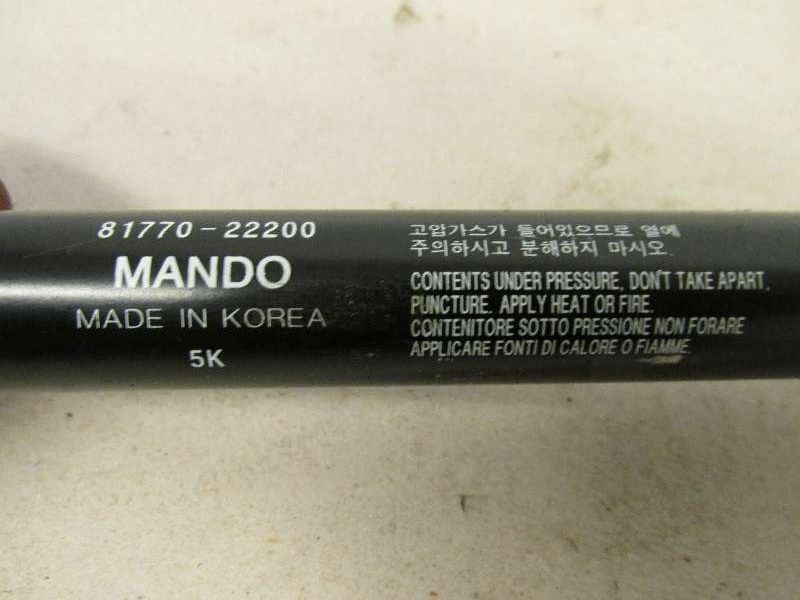 81770-22200
MANDO
MADE IN KOREA
5K
고압가스가 들어있으므로 열에
주의하시고 분해하지 마시오.
CONTENTS UNDER PRESSURE, DON'T TAKE APART,
PUNCTURE. APPLY HEAT OR FIRE.
CONTENITORE SOTTO PRESSIONE NON FORARE
APPLICARE FONTI DI CALORE O FIAMME.